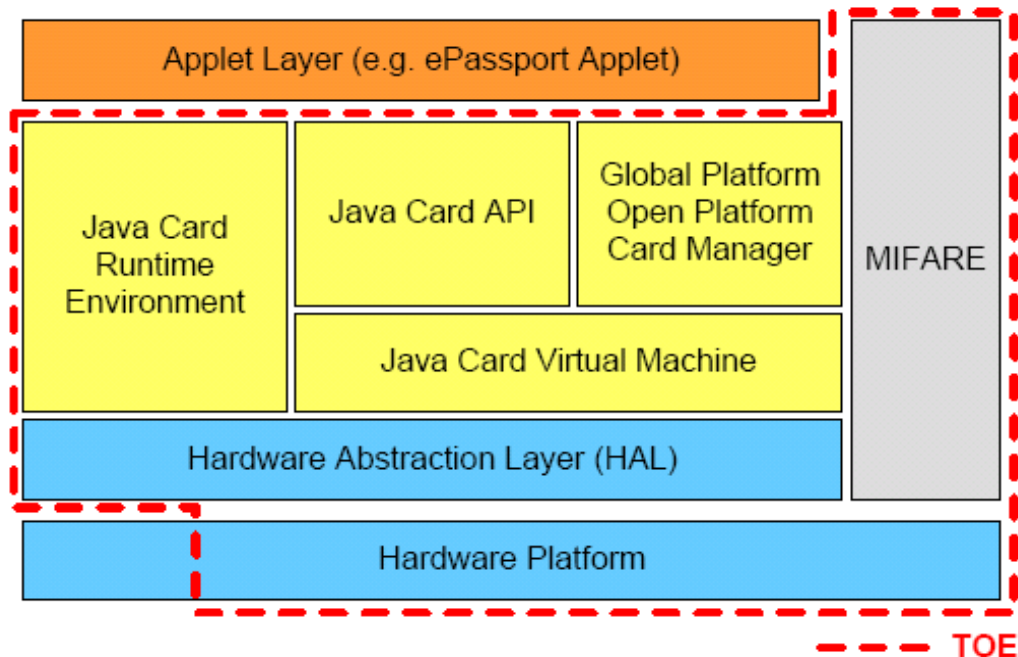 Applet Layer (e.g. ePassport Applet)
Java Card
Runtime
Environment
Java Card API
Global Platform
Open Platform
Card Manager
MIFARE
Java Card Virtual Machine
Hardware Abstraction Layer (HAL)
Hardware Platform
TOE